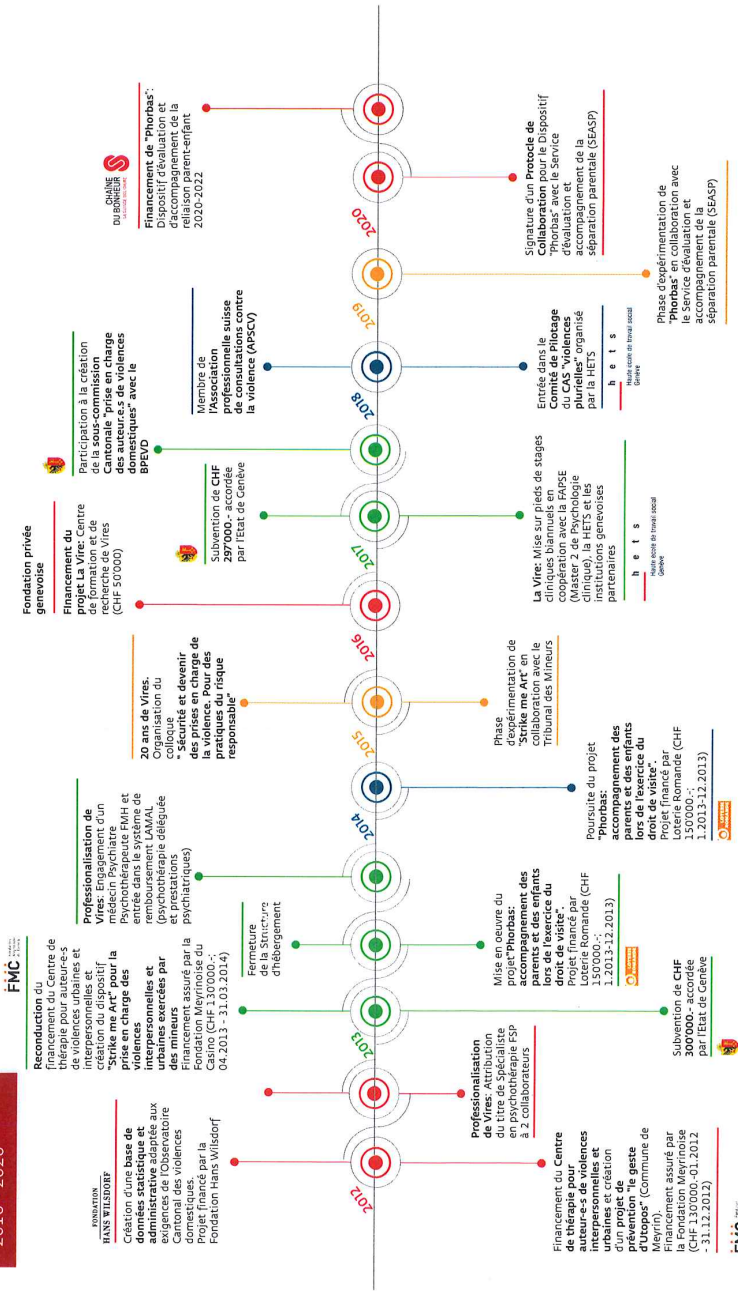 FMC
FONDATION
HANS WILSDORF
Création d'une base de
données statistique et
administrative adaptée aux
exigences de l'Observatoire
Cantonal des violences
domestiques.
Projet financé par la
Fondation Hans Wilsdorf
Reconduction du
financement du Centre de
thérapie pour auteur-e-s
de violences urbaines et
interpersonnelles et
création du dispositif
"Strike me Art" pour la
prise en charge des
violences
interpersonnelles et
urbaines exercées par
des mineurs
Financement assuré par la
Fondation Meyrinoise du
Casino (CHF 130'000.-;
04.2013 – 31.03.2014)
Fermeture
de la Structure
d'hébergement
Professionalisation de
Vires: Engagement d'un
médecin Psychiatre
Psychothérapeute FMH et
entrée dans le système de
remboursement LAMAL
(psychothérapie déléguée
et prestations
psychiatriques)
20 ans de Vires.
Organisation du
colloque
" Sécurité et devenir
des prises en charge de
la violence. Pour des
pratiques du risque
responsable"
Fondation privée
genevoise
Financement du
projet La Vire: Centre
de formation et de
recherche de Vires
(CHF 50'000)
Subvention de CHF
297'000.- accordée
par l'Etat de Genève
Participation à la création
de la sous-commission
Cantonale "prise en charge
des auteur.e.s de violences
domestiques" avec le
BPEVD
Membre de
l'Association
professionnelle suisse
de consultations contre
la violence (APSCV)
CHAÎNE
DU BONHEUR
Financement de "Phorbas":
Dispositif d'évaluation et
d'accompagnement de la
reliaison parent-enfant
2020-2022
2012
2013
2014
2015
2016
2017
2018
2019
2020
Financement du Centre
de thérapie pour
auteur-e-s de violences
interpersonnelles et
urbaines et création
d'un projet de
prévention "le geste
d'Utopos" (Commune de
Meyrin).
Financement assuré par
la Fondation Meyrinoise
(CHF 130'000.-01.2012
- 31.12.2012)
FMC
Professionalisation
de Vires: Attribution
du titre de Spécialiste
en psychothérapie FSP
à 2 collaborateurs
Subvention de CHF
300'000.- accordée
par l'Etat de Genève
Mise en oeuvre du
projet"Phorbas:
accompagnement des
parents et des enfants
lors de l'exercice du
droit de visite".
Projet financé par
Loterie Romande (CHF
150'000.-;
1.2013-12.2013)
Poursuite du projet
"Phorbas:
accompagnement des
parents et des enfants
lors de l'exercice du
droit de visite".
Projet financé par
Loterie Romande (CHF
150'000.-;
1.2013-12.2013)
Phase
d'expérimentation de
"Strike me Art" en
collaboration avec le
Tribunal des Mineurs
La Vire: Mise sur pieds de stages
cliniques biannuels en
coopération avec la FAPSE
(Master 2 de Psychologie
clinique), la HETS et les
institutions genevoises
partenaires
h e t s
Haute école de travail social
Genève
Entrée dans le
Comité de Pilotage
du CAS "violences
plurielles" organisé
par la HETS
h e t s
Haute école de travail social
Genève
Phase d'expérimentation de
"Phorbas" en collaboration avec
le Service d'évaluation et
accompagnement de la
séparation parentale (SEASP)
Signature d'un Protocle de
Collaboration pour le Dispositif
"Phorbas" avec le Service
d'évaluation et
accompagnement de la
séparation parentale (SEASP)